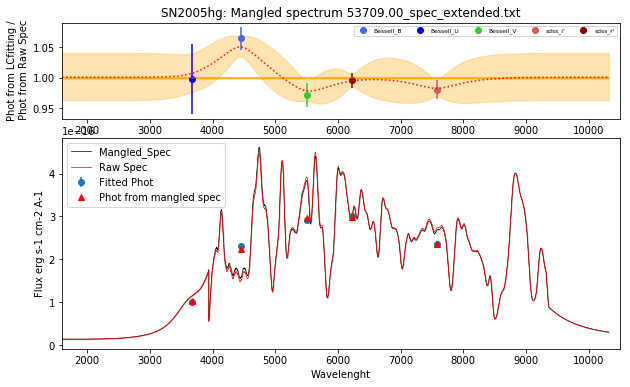 SN2005hg: Mangled spectrum 53709.00_spec_extended.txt
Phot from LCfitting /
Phot from Raw Spec
1.05
1.00
0.95
Bessell_B
Bessell_U
Bessell_V
sdss_i'
sdss_r'
2000 3000 4000 5000 6000 7000 8000 9000 10000
1e−16
Flux erg s-1 cm-2 A-1
4
3
2
1
0
Mangled_Spec
Raw Spec
Fitted Phot
Phot from mangled spec
2000 3000 4000 5000 6000 7000 8000 9000 10000
Wavelenght